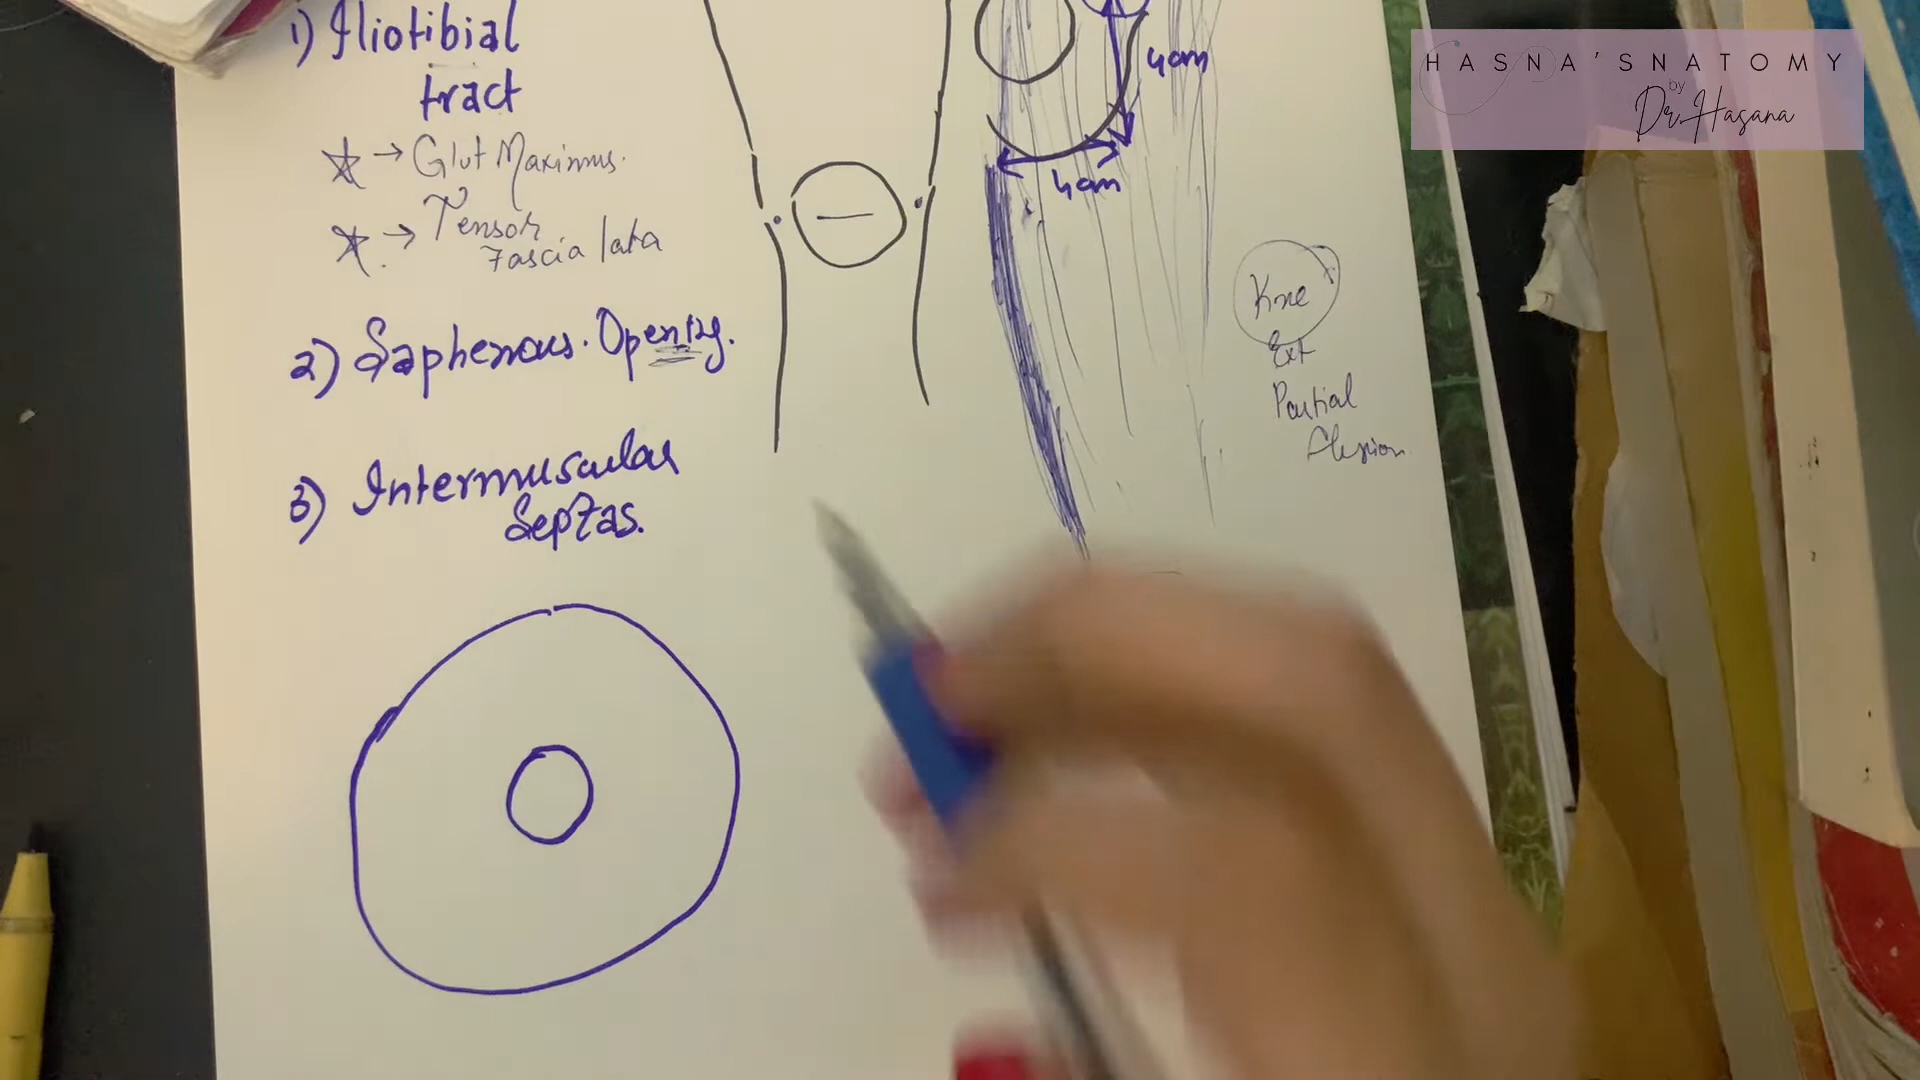 1) Iliotibial
tract
→ Glut Maximus.
→ Tensor
Fascia lata
2) Saphenous. Opening.
3) Intermuscular
Septas.
4cm
4cm
Knee
Ext
Partial
flexion
HASNA'SNATOMY
by
Dr.Hasana